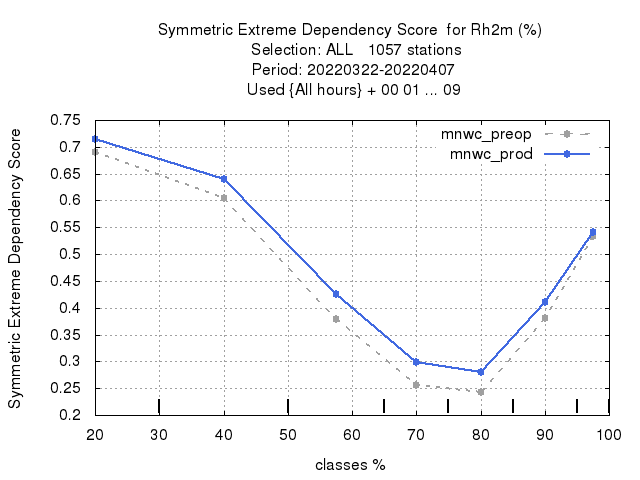 Symmetric Extreme Dependency Score  for Rh2m (%)
Selection: ALL   1057 stations
Period: 20220322-20220407
Used {All hours} + 00 01 ... 09
mnwc_preop
mnwc_prod
Symmetric Extreme Dependency Score
0.75
0.7
0.65
0.6
0.55
0.5
0.45
0.4
0.35
0.3
0.25
0.2
20 30 40 50 60 70 80 90 100
classes %